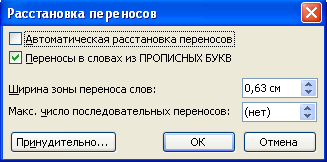 Расстановка переносов
Автоматическая расстановка переносов
Переносы в словах из ПРОПИСНЫХ БУКВ
Ширина зоны переноса слов: 0,63 см
Макс. число последовательных переносов: (нет)
Принудительно... ОК Отмена